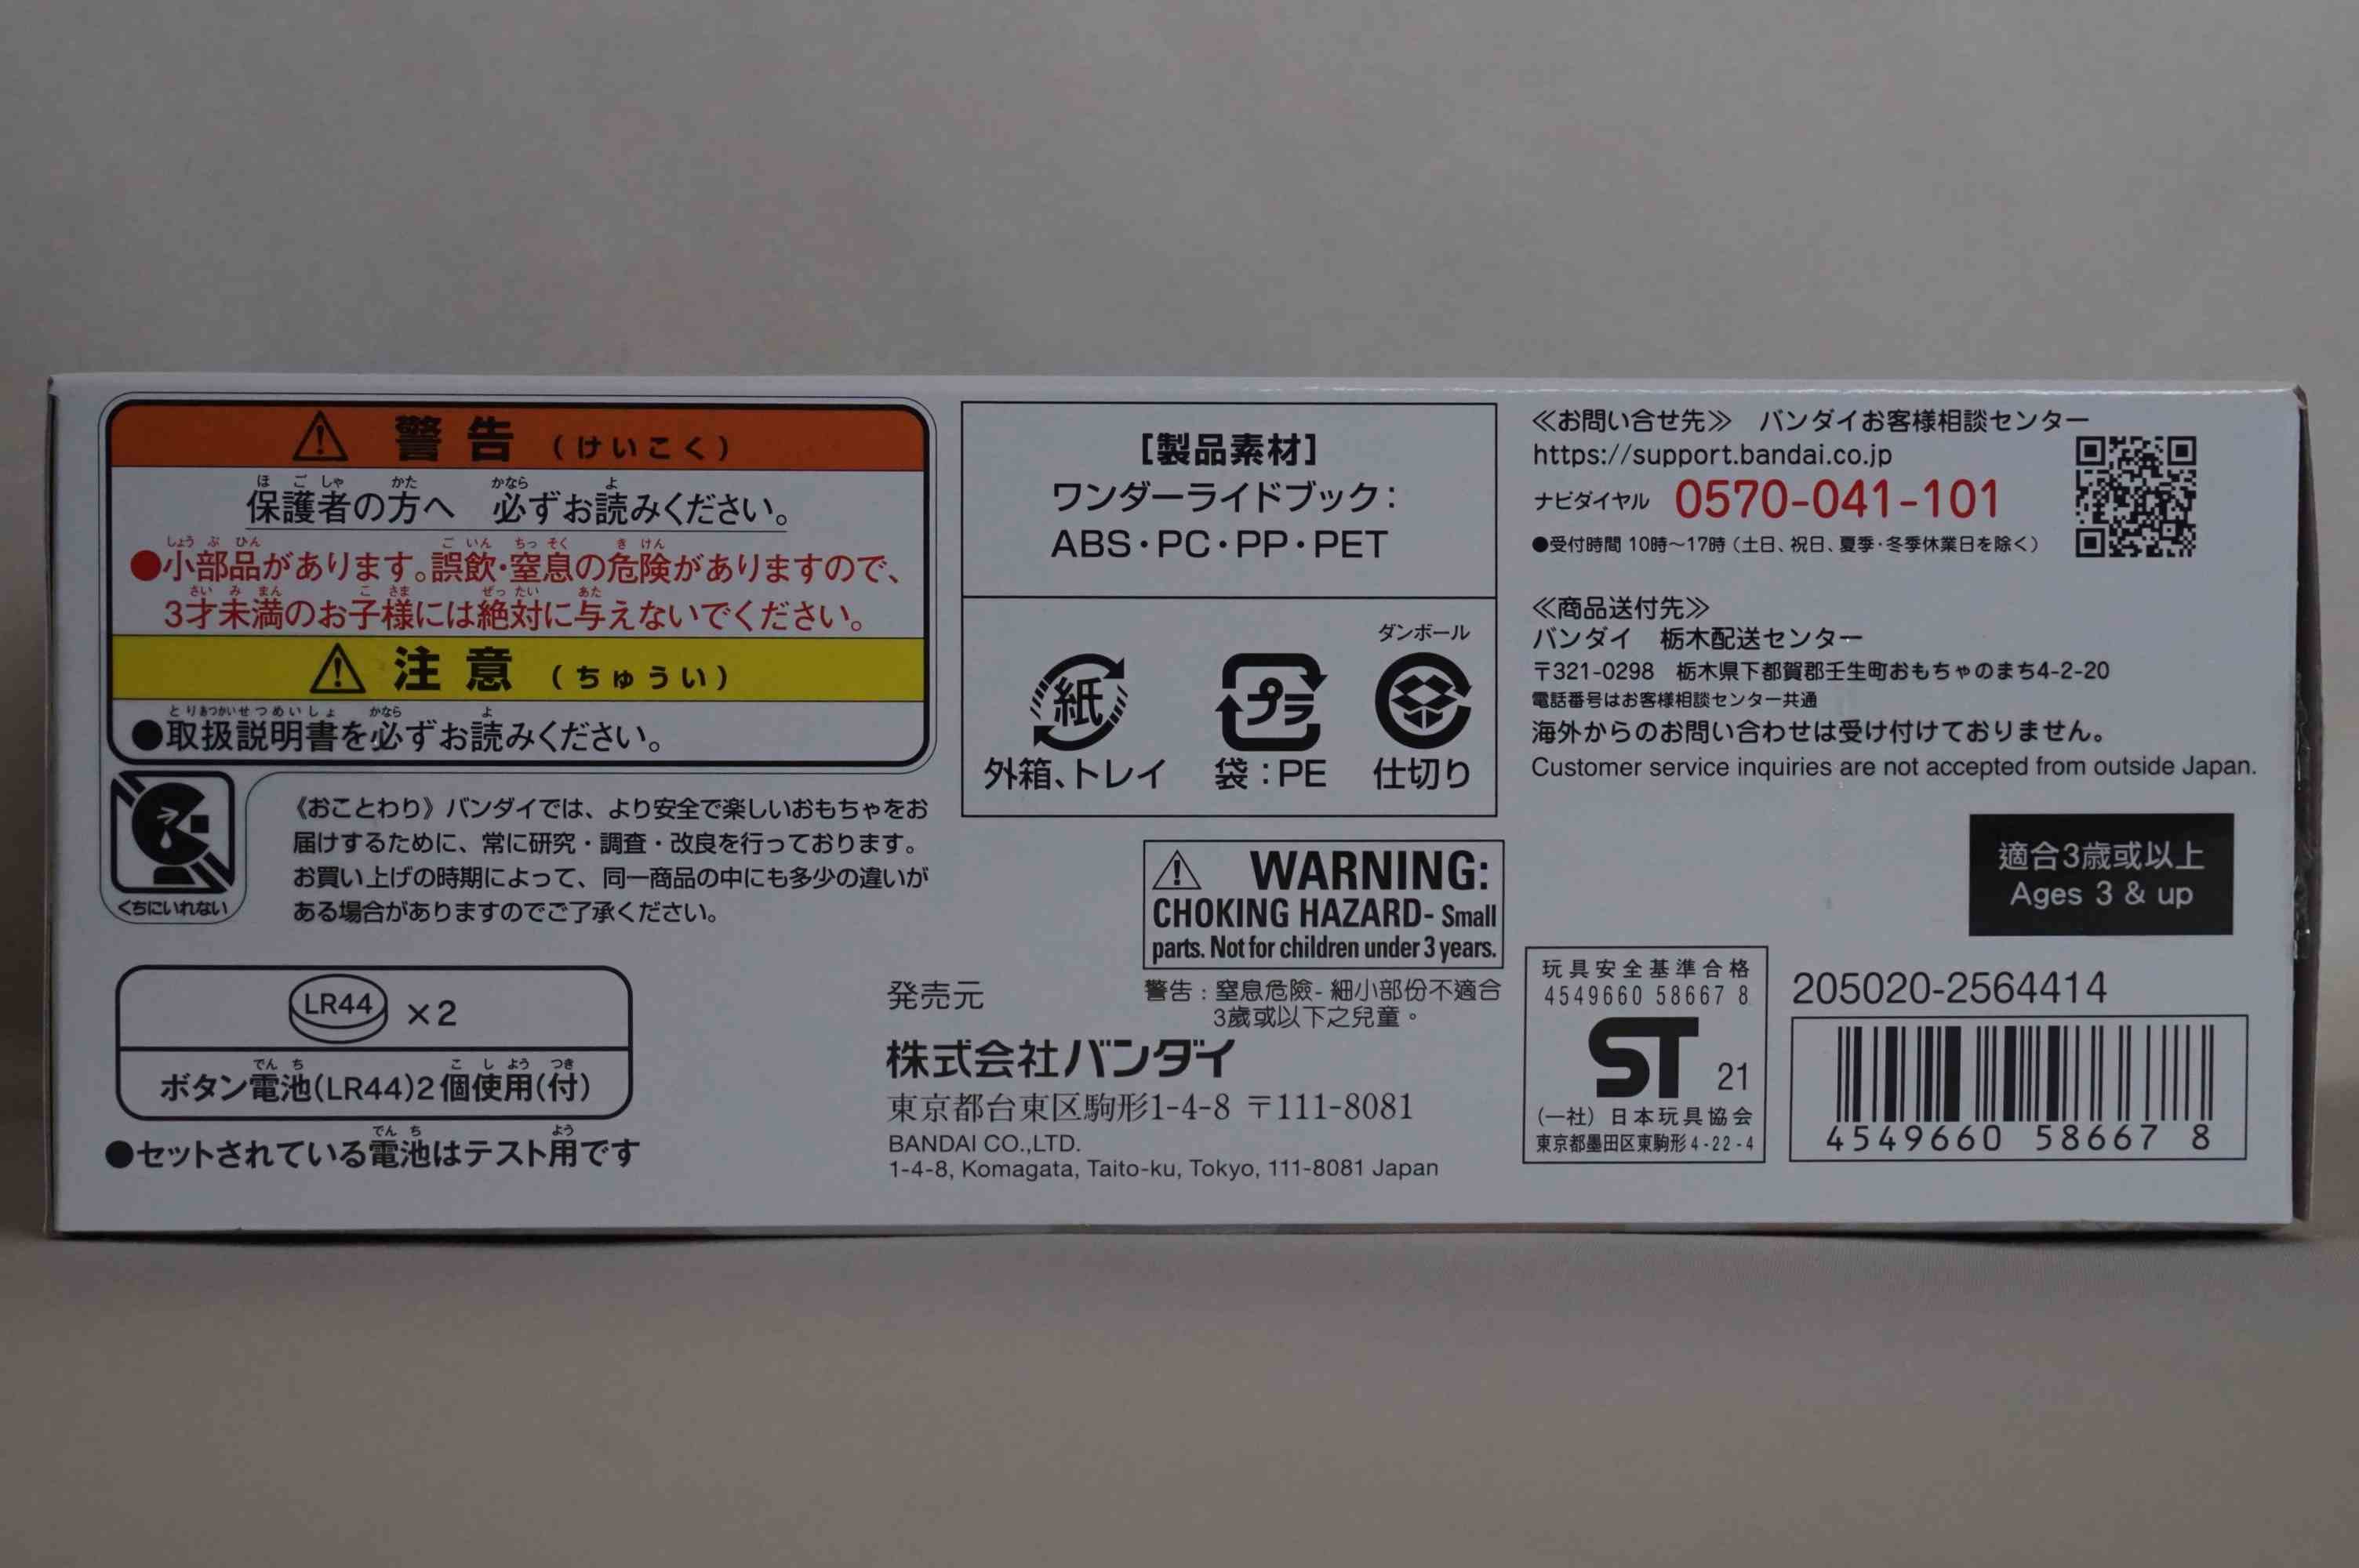 警告（けいこく）
保護者の方へ　必ずお読みください。
●小部品があります。誤飲・窒息の危険がありますので、
3才未満のお子様には絶対に与えないでください。
注意（ちゅうい）
●取扱説明書を必ずお読みください。
くちにいれない
《おことわり》バンダイでは、より安全で楽しいおもちゃをお
届けするために、常に研究・調査・改良を行っております。
お買い上げの時期によって、同一商品の中にも多少の違いが
ある場合がありますのでご了承ください。
LR44 ×2
ボタン電池(LR44)2個使用(付)
●セットされている電池はテスト用です
[製品素材]
ワンダーライドブック：
ABS・PC・PP・PET
紙
外箱、トレイ
プラ
袋：PE
ダンボール
仕切り
WARNING:
CHOKING HAZARD- Small
parts. Not for children under 3 years.
警告：窒息危險- 細小部份不適合
3歲或以下之兒童。
発売元
株式会社バンダイ
東京都台東区駒形1-4-8 〒111-8081
BANDAI CO.,LTD.
1-4-8, Komagata, Taito-ku, Tokyo, 111-8081 Japan
≪お問い合せ先≫　バンダイお客様相談センター
https://support.bandai.co.jp
ナビダイヤル 0570-041-101
●受付時間 10時～17時（土日、祝日、夏季・冬季休業日を除く）
≪商品送付先≫
バンダイ　栃木配送センター
〒321-0298　栃木県下都賀郡壬生町おもちゃのまち4-2-20
電話番号はお客様相談センター共通
海外からのお問い合わせは受け付けておりません。
Customer service inquiries are not accepted from outside Japan.
適合3歳或以上
Ages 3 & up
玩具安全基準合格
4549660 58667 8
ST 21
（一社）日本玩具協会
東京都墨田区東駒形4-22-4
205020-2564414
4549660 58667 8